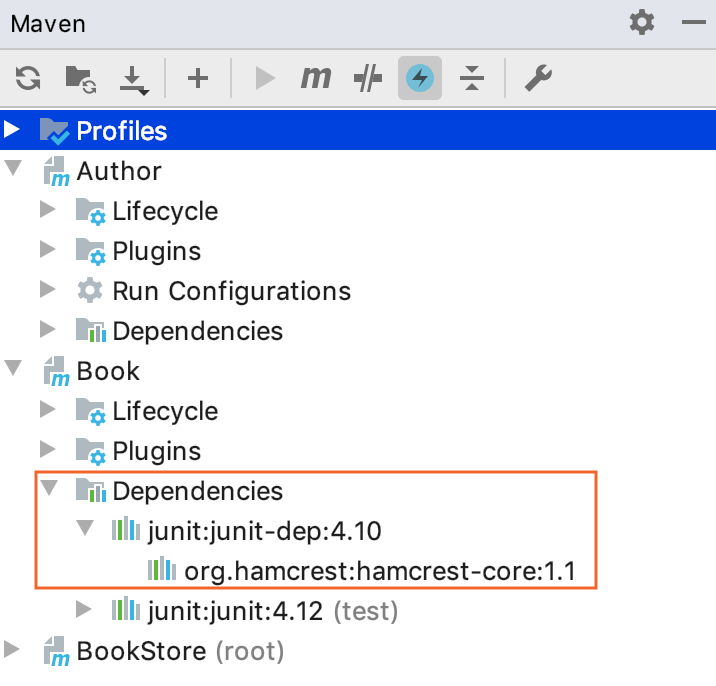 Maven
m
Profiles
m Author
Lifecycle
Plugins
Run Configurations
Dependencies
m Book
Lifecycle
Plugins
Dependencies
junit:junit-dep:4.10
org.hamcrest:hamcrest-core:1.1
junit:junit:4.12 (test)
m BookStore (root)